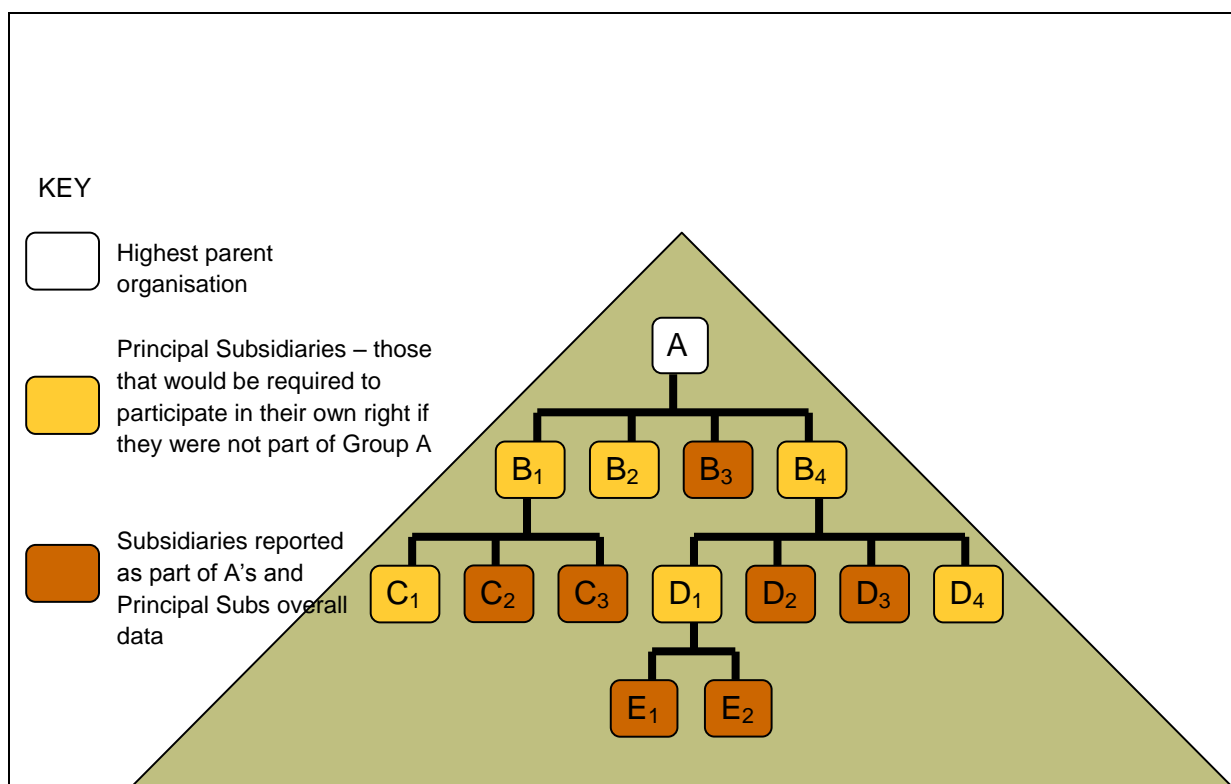 KEY
Highest parent
organisation
Principal Subsidiaries – those
that would be required to
participate in their own right if
they were not part of Group A
Subsidiaries reported
as part of A's and
Principal Subs overall
data
A
B₁ B₂ B₃ B₄
C₁ C₂ C₃ D₁ D₂ D₃ D₄
E₁ E₂